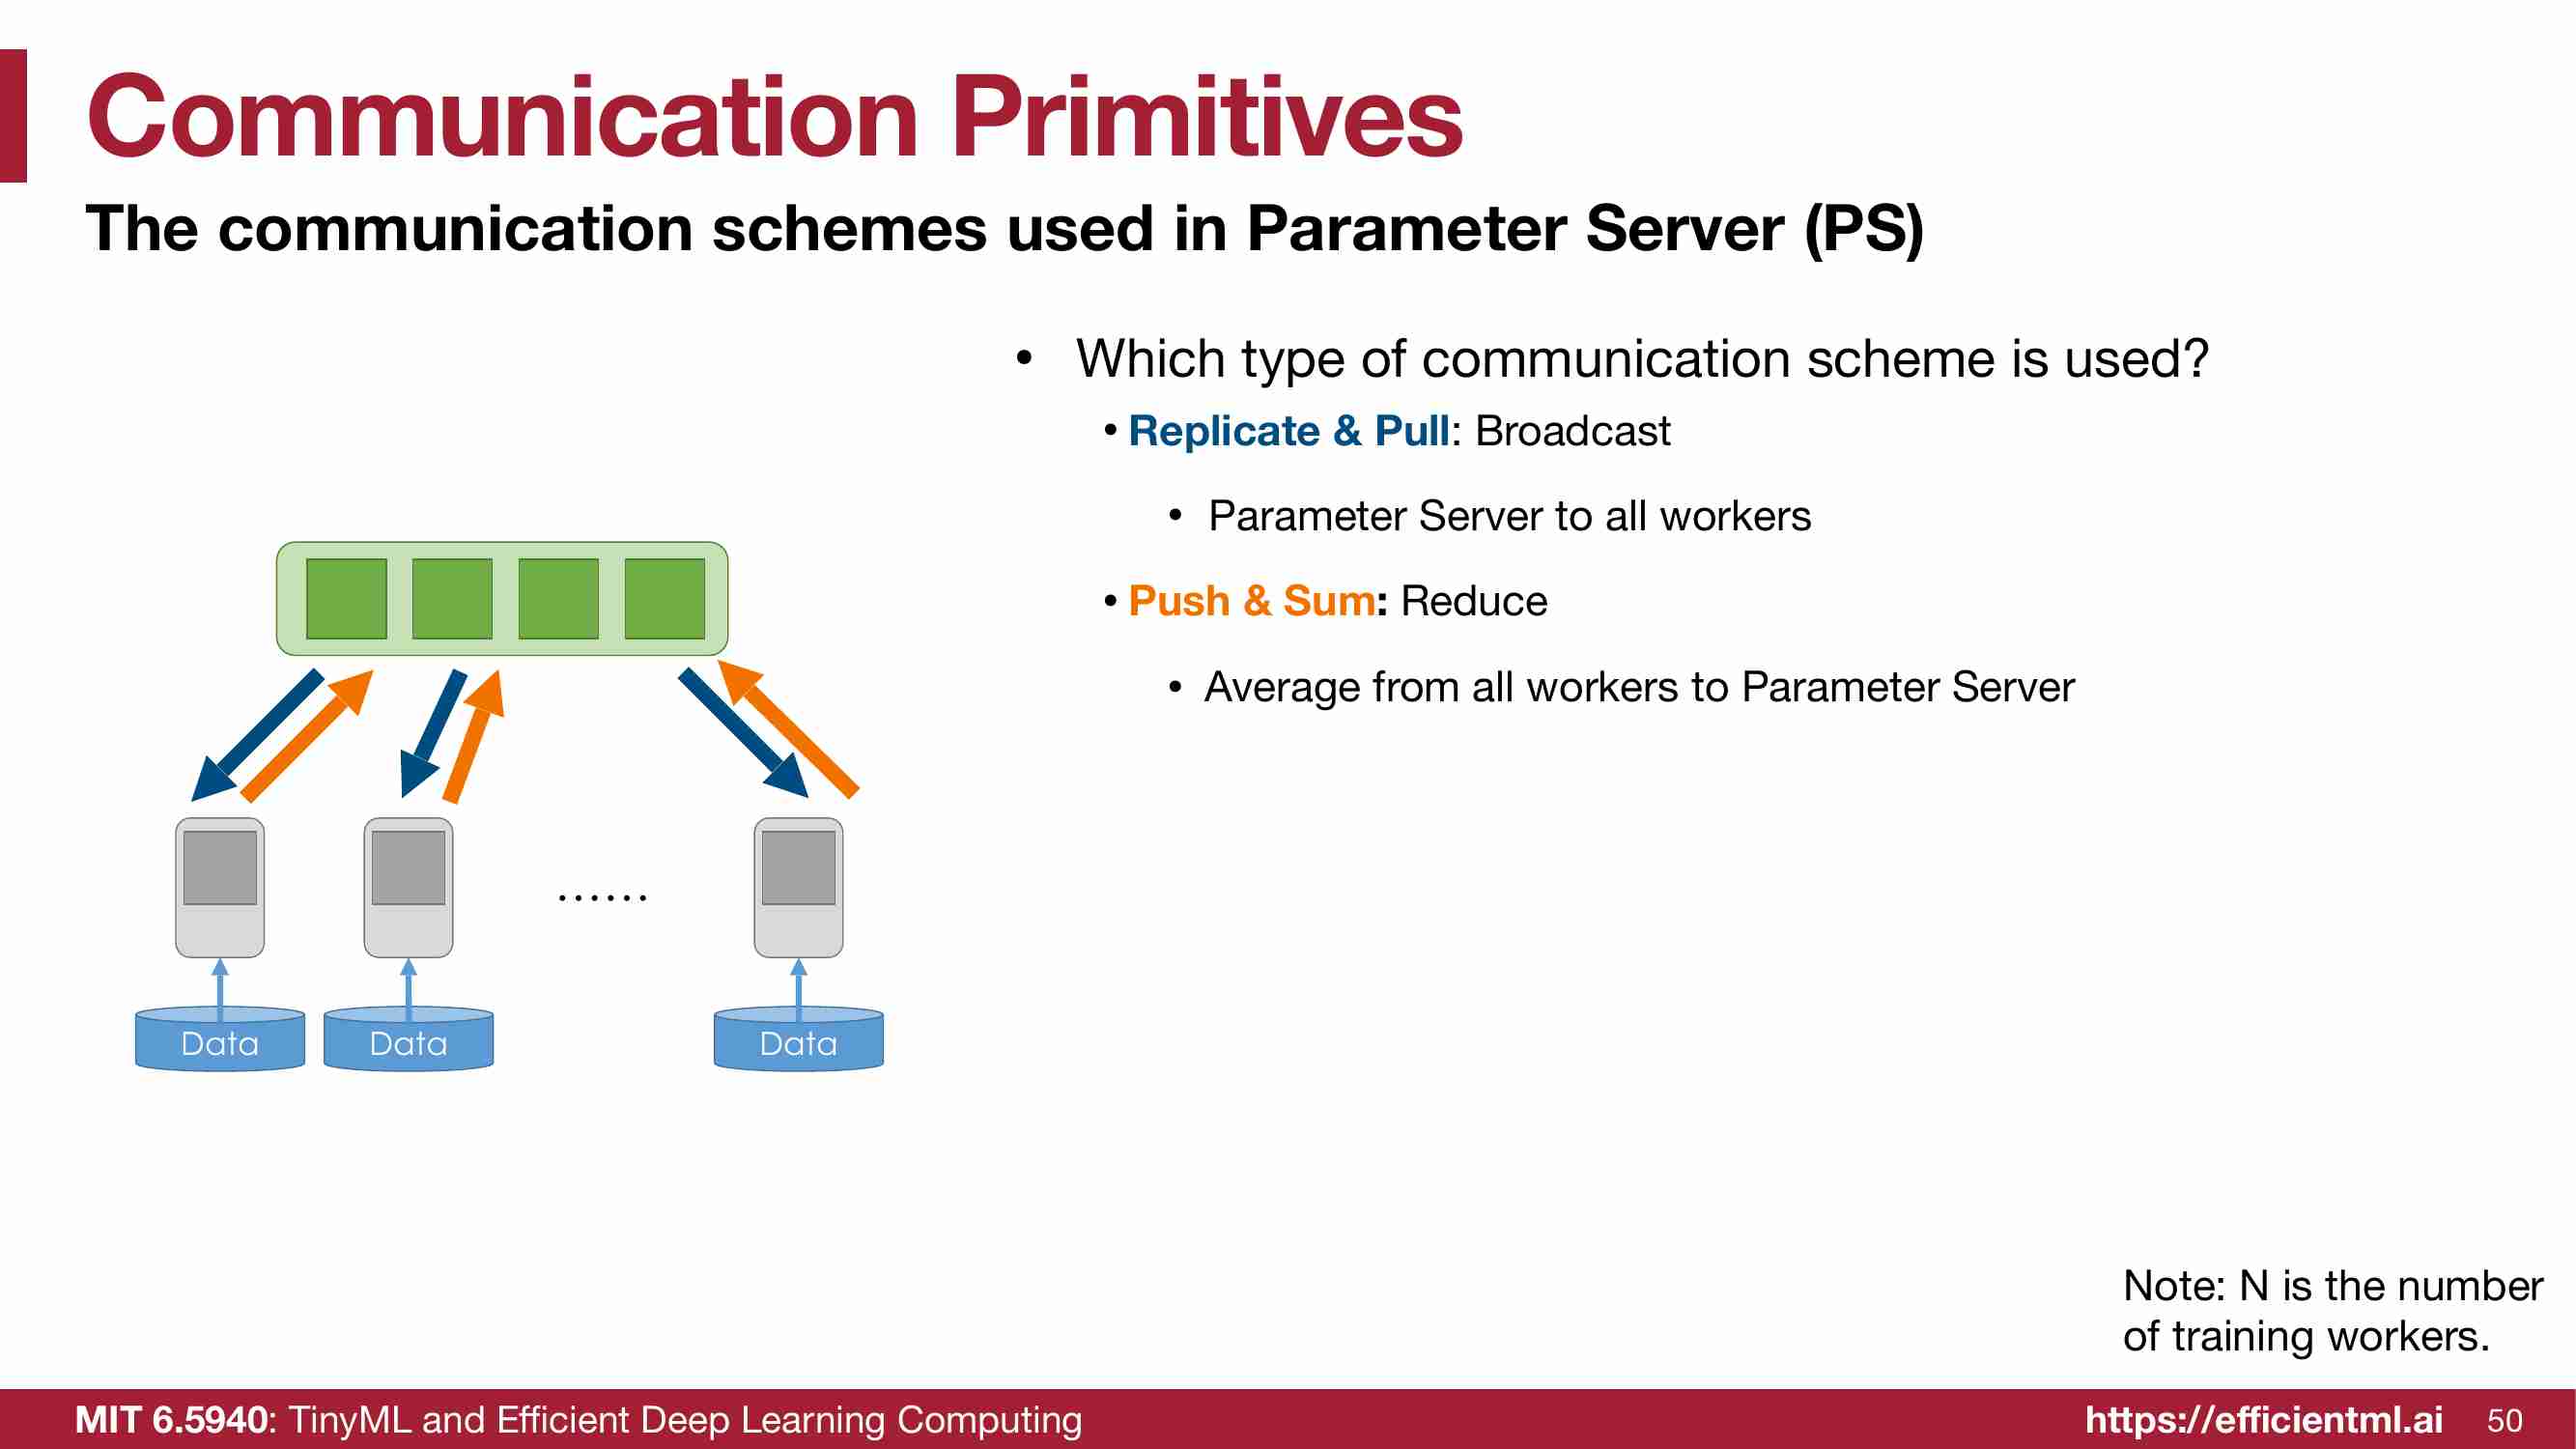 Communication Primitives
The communication schemes used in Parameter Server (PS)
• Which type of communication scheme is used?
• Replicate & Pull: Broadcast
• Parameter Server to all workers
• Push & Sum: Reduce
• Average from all workers to Parameter Server
......
Data Data Data
Note: N is the number
of training workers.
MIT 6.5940: TinyML and Efficient Deep Learning Computing https://efficientml.ai 50